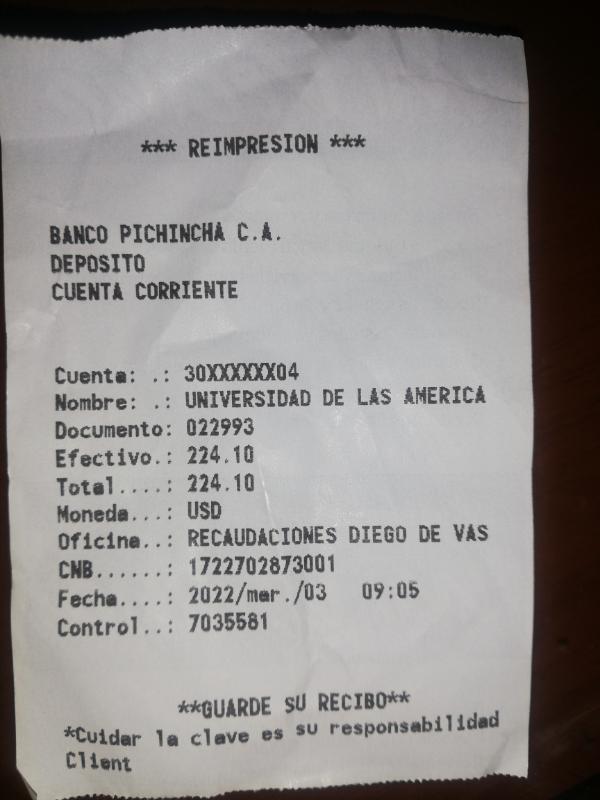 *** REIMPRESION ***
BANCO PICHINCHA C.A.
DEPOSITO
CUENTA CORRIENTE
Cuenta: .: 30XXXXXX04
Nombre: .: UNIVERSIDAD DE LAS AMERICA
Documento: 022993
Efectivo.: 224.10
Total....: 224.10
Moneda...: USD
Oficina..: RECAUDACIONES DIEGO DE VAS
CNB......: 1722702873001
Fecha....: 2022/mar./03 09:05
Control..: 7035581
**GUARDE SU RECIBO**
*Cuidar la clave es su responsabilidad
Client